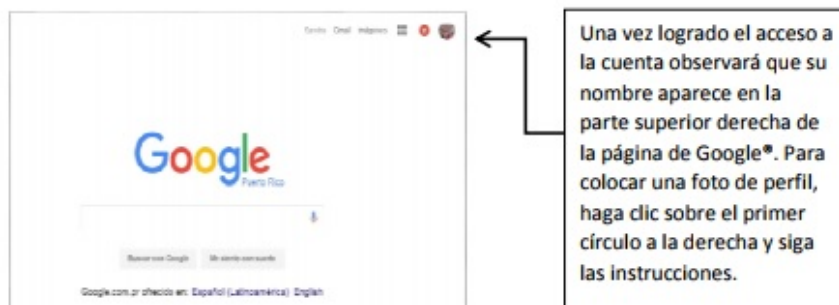 Gmail Imágenes
Google
Puerto Rico
Buscar con Google Me siento con suerte
Google.com.pr ofrecido en: Español (Latinoamérica) English
Una vez logrado el acceso a
la cuenta observará que su
nombre aparece en la
parte superior derecha de
la página de Google®. Para
colocar una foto de perfil,
haga clic sobre el primer
círculo a la derecha y siga
las instrucciones.